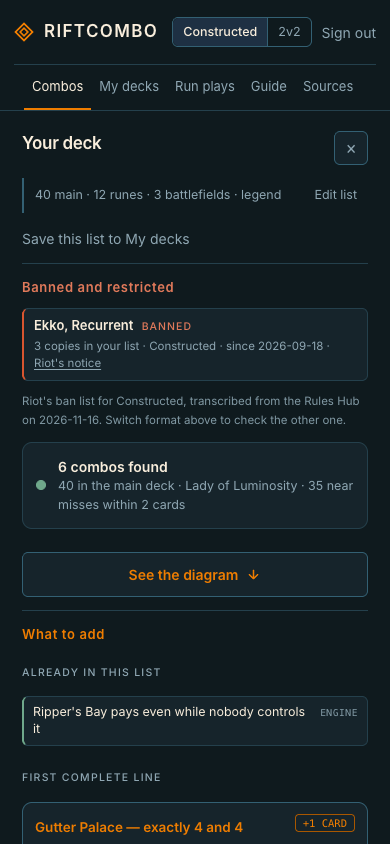 RIFTCOMBO
Constructed
2v2
Sign out
Combos
My decks
Run plays
Guide
Sources
Your deck
×
40 main · 12 runes · 3 battlefields · legend
Edit list
Save this list to My decks
Banned and restricted
Ekko, Recurrent BANNED
3 copies in your list · Constructed · since 2026-09-18 ·
Riot's notice
Riot's ban list for Constructed, transcribed from the Rules Hub
on 2026-11-16. Switch format above to check the other one.
6 combos found
40 in the main deck · Lady of Luminosity · 35 near
misses within 2 cards
See the diagram ↓
What to add
ALREADY IN THIS LIST
Ripper's Bay pays even while nobody controls
it
ENGINE
FIRST COMPLETE LINE
Gutter Palace — exactly 4 and 4
+1 CARD